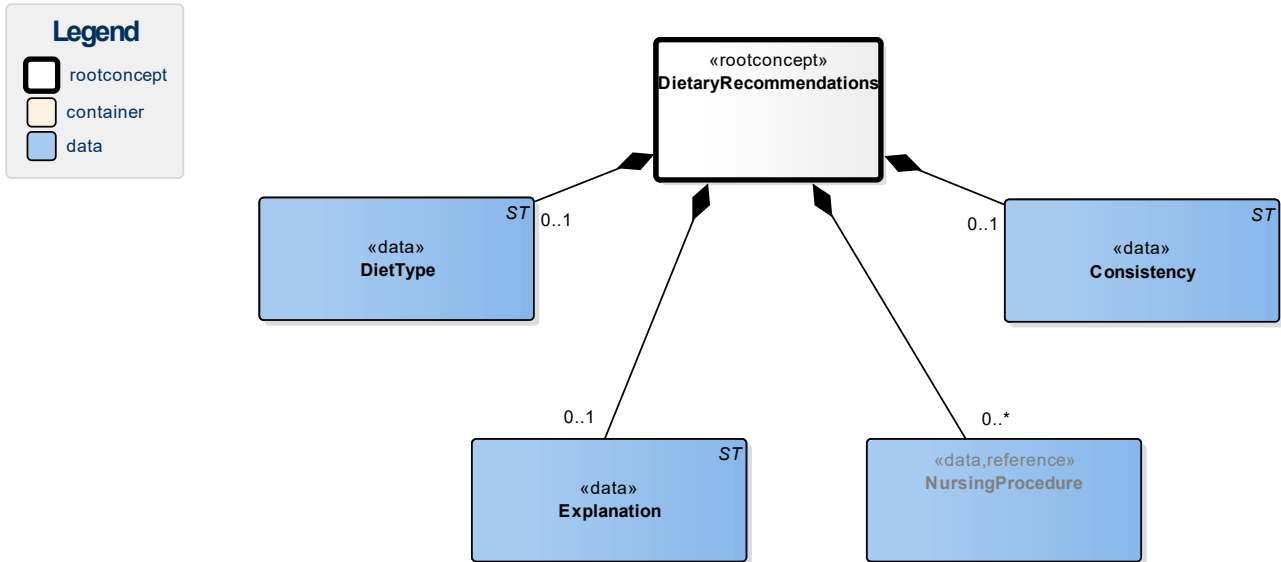 Legend
rootconcept
container
data
«rootconcept»
DietaryRecommendations
ST
«data»
DietType
0..1
ST
«data»
Consistency
0..1
0..1
ST
«data»
Explanation
0..*
«data,reference»
NursingProcedure